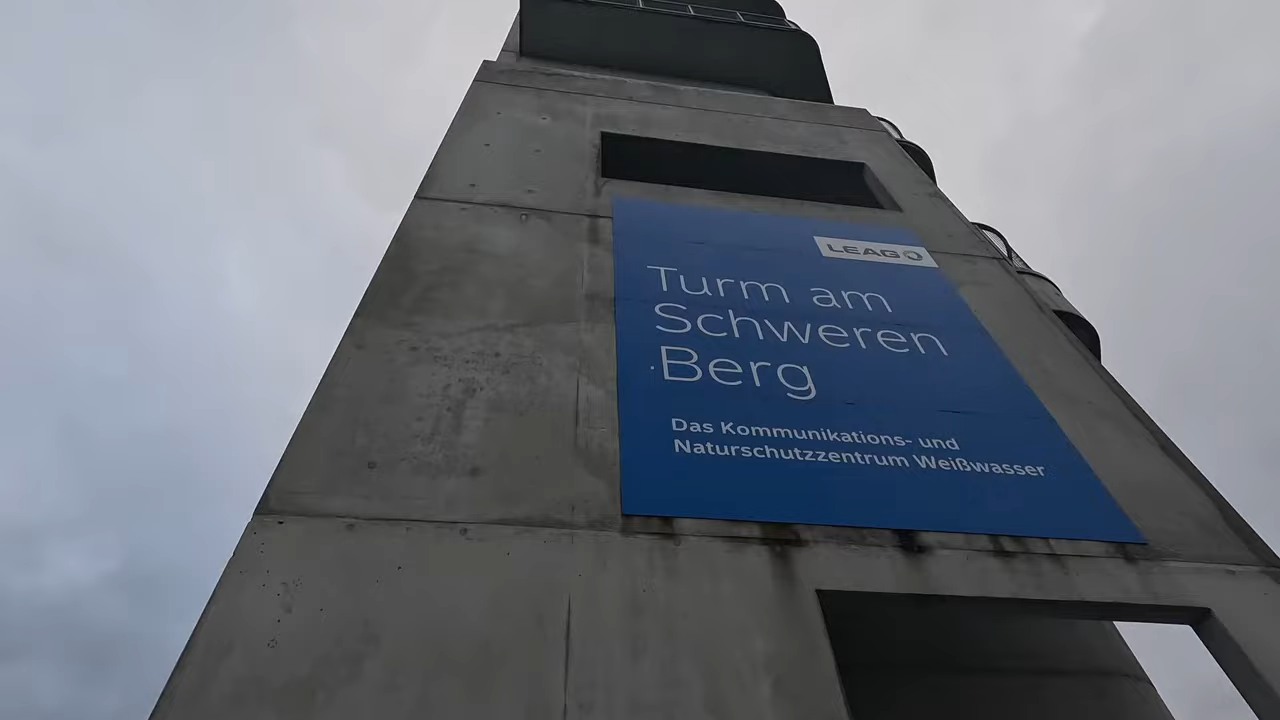 LEAG
Turm am
Schweren
Berg
Das Kommunikations- und
Naturschutzzentrum Weißwasser